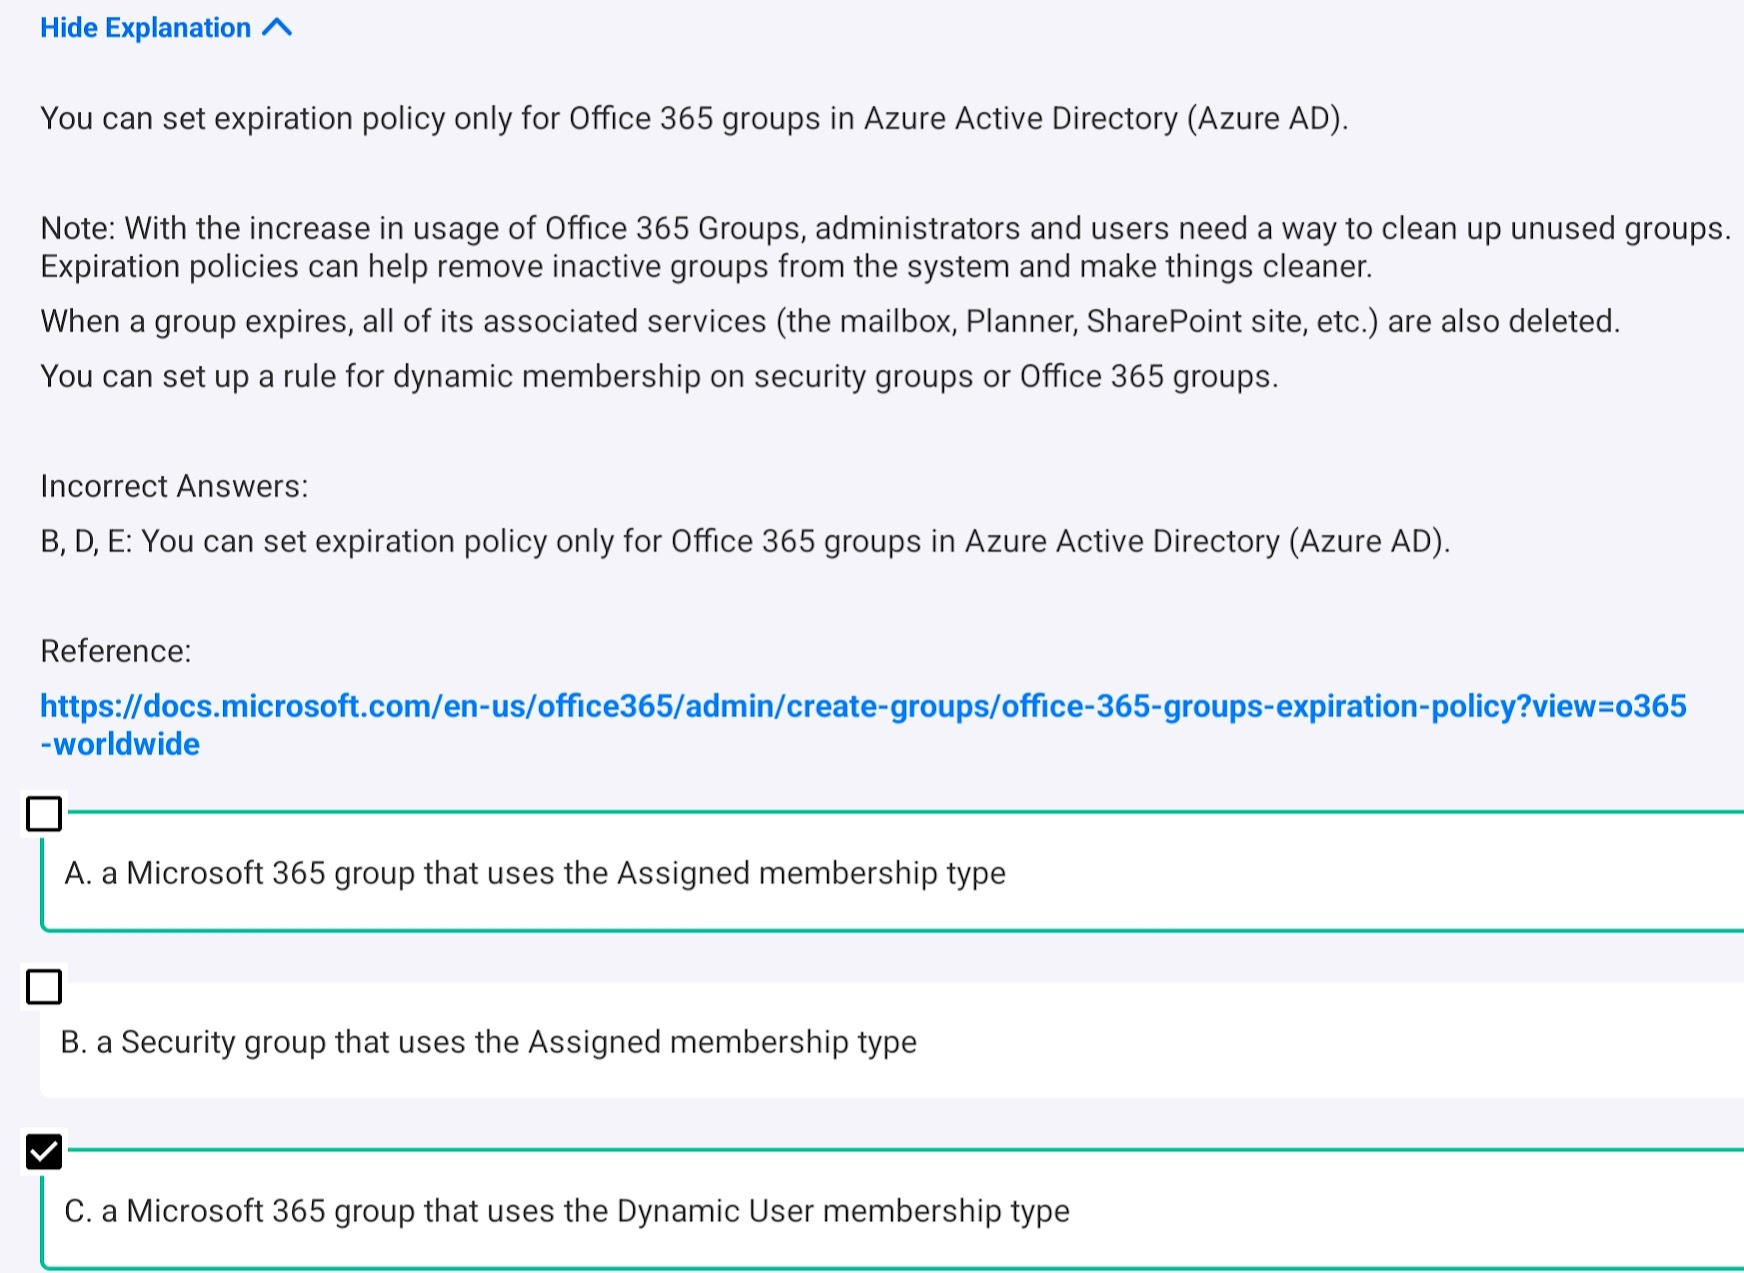 Hide Explanation
You can set expiration policy only for Office 365 groups in Azure Active Directory (Azure AD).
Note: With the increase in usage of Office 365 Groups, administrators and users need a way to clean up unused groups.
Expiration policies can help remove inactive groups from the system and make things cleaner.
When a group expires, all of its associated services (the mailbox, Planner, SharePoint site, etc.) are also deleted.
You can set up a rule for dynamic membership on security groups or Office 365 groups.
Incorrect Answers:
B, D, E: You can set expiration policy only for Office 365 groups in Azure Active Directory (Azure AD).
Reference:
https://docs.microsoft.com/en-us/office365/admin/create-groups/office-365-groups-expiration-policy?view=o365
-worldwide
A. a Microsoft 365 group that uses the Assigned membership type
B. a Security group that uses the Assigned membership type
C. a Microsoft 365 group that uses the Dynamic User membership type